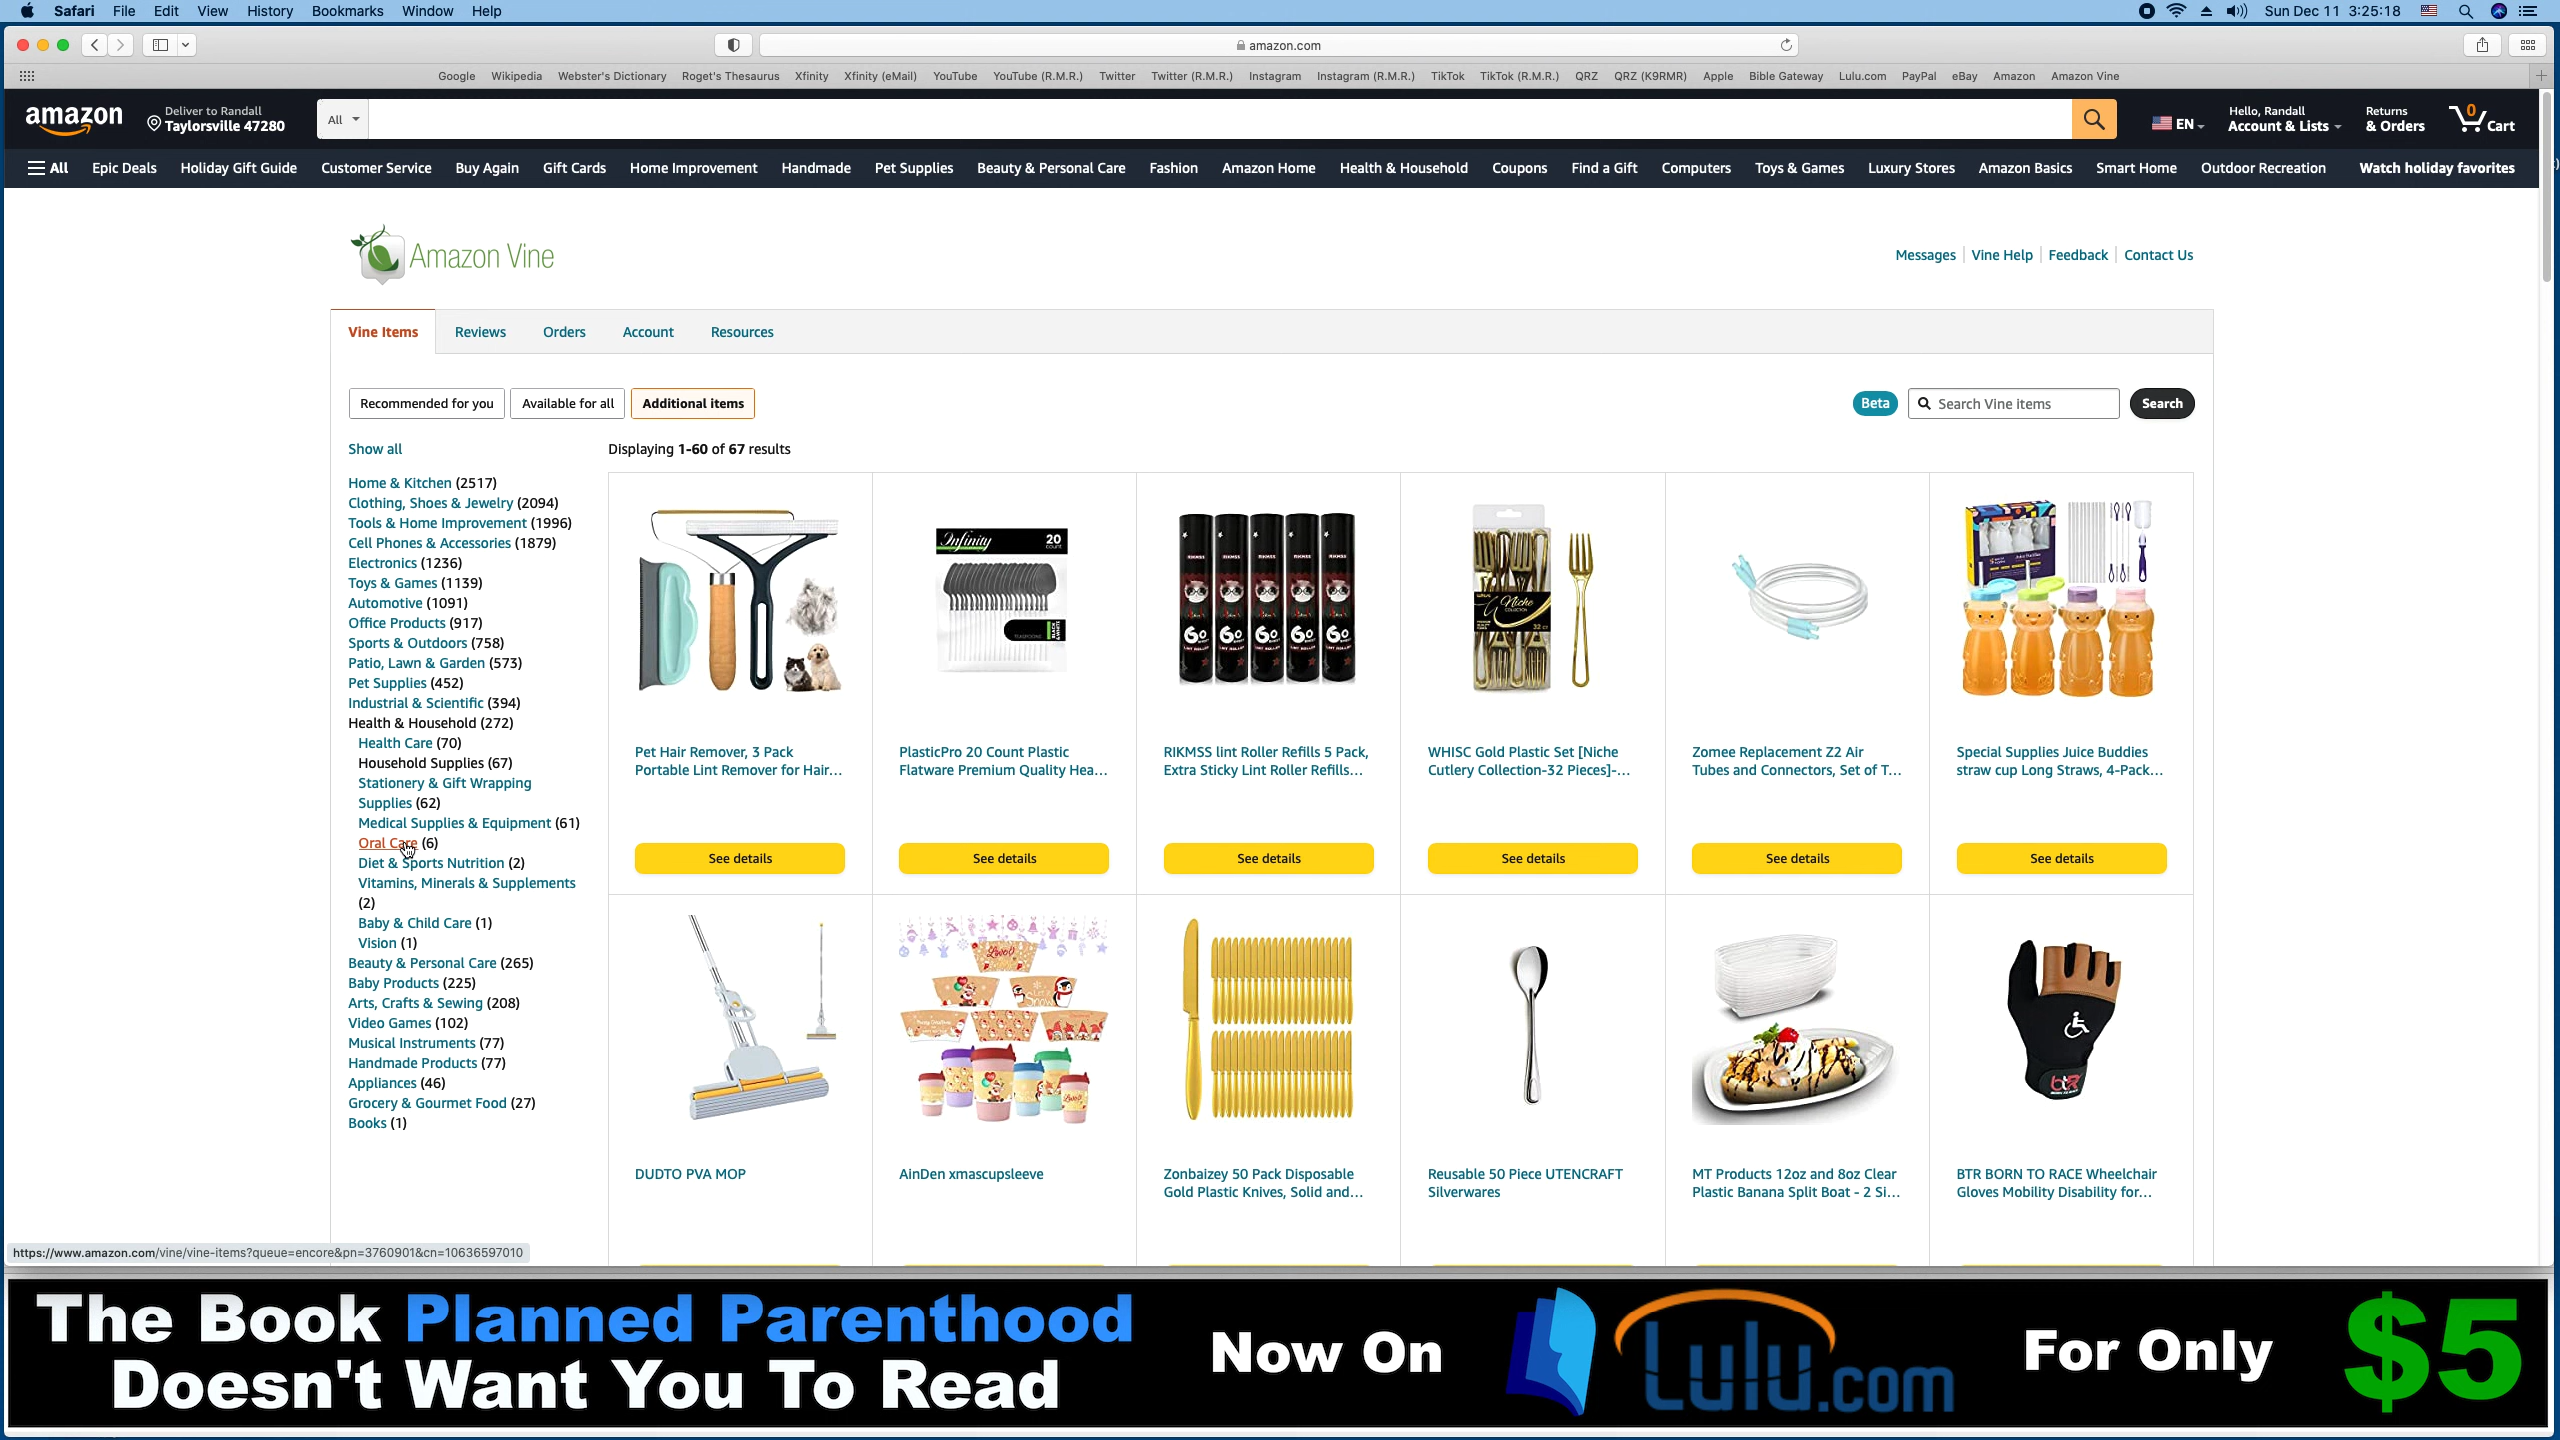 Safari File Edit View History Bookmarks Window Help
Sun Dec 11 3:25:18
amazon.com
Google Wikipedia Webster's Dictionary Roget's Thesaurus Xfinity Xfinity (eMail) YouTube YouTube (R.M.R.) Twitter Twitter (R.M.R.) Instagram Instagram (R.M.R.) TikTok TikTok (R.M.R.) QRZ QRZ (K9RMR) Apple Bible Gateway Lulu.com PayPal eBay Amazon Amazon Vine
amazon
Deliver to Randall
Taylorsville 47280
All
EN
Hello, Randall
Account & Lists
Returns
& Orders
0
Cart
All Epic Deals Holiday Gift Guide Customer Service Buy Again Gift Cards Home Improvement Handmade Pet Supplies Beauty & Personal Care Fashion Amazon Home Health & Household Coupons Find a Gift Computers Toys & Games Luxury Stores Amazon Basics Smart Home Outdoor Recreation Watch holiday favorites
Amazon Vine
Messages Vine Help Feedback Contact Us
Vine Items Reviews Orders Account Resources
Recommended for you Available for all Additional items
Beta Search Vine items Search
Show all
Displaying 1-60 of 67 results
Home & Kitchen (2517)
Clothing, Shoes & Jewelry (2094)
Tools & Home Improvement (1996)
Cell Phones & Accessories (1879)
Electronics (1236)
Toys & Games (1139)
Automotive (1091)
Office Products (917)
Sports & Outdoors (758)
Patio, Lawn & Garden (573)
Pet Supplies (452)
Industrial & Scientific (394)
Health & Household (272)
Health Care (70)
Household Supplies (67)
Stationery & Gift Wrapping
Supplies (62)
Medical Supplies & Equipment (61)
Oral Care (6)
Diet & Sports Nutrition (2)
Vitamins, Minerals & Supplements
(2)
Baby & Child Care (1)
Vision (1)
Beauty & Personal Care (265)
Baby Products (225)
Arts, Crafts & Sewing (208)
Video Games (102)
Musical Instruments (77)
Handmade Products (77)
Appliances (46)
Grocery & Gourmet Food (27)
Books (1)
Infinity
20
count
RIKMSS RIKMSS RIKMSS RIKMSS RIKMSS
60 60 60 60 60
Niche
COLLECTION
32
Pet Hair Remover, 3 Pack
Portable Lint Remover for Hair...
PlasticPro 20 Count Plastic
Flatware Premium Quality Hea...
RIKMSS lint Roller Refills 5 Pack,
Extra Sticky Lint Roller Refills...
WHISC Gold Plastic Set [Niche
Cutlery Collection-32 Pieces]-...
Zomee Replacement Z2 Air
Tubes and Connectors, Set of T...
Special Supplies Juice Buddies
straw cup Long Straws, 4-Pack...
See details See details See details See details See details See details
btR
DUDTO PVA MOP
AinDen xmascupsleeve
Zonbaizey 50 Pack Disposable
Gold Plastic Knives, Solid and...
Reusable 50 Piece UTENCRAFT
Silverwares
MT Products 12oz and 8oz Clear
Plastic Banana Split Boat - 2 Si...
BTR BORN TO RACE Wheelchair
Gloves Mobility Disability for...
https://www.amazon.com/vine/vine-items?queue=encore&pn=3760901&cn=10636597010
The Book Planned Parenthood
Doesn't Want You To Read
Now On
Lulu.com
For Only
$5